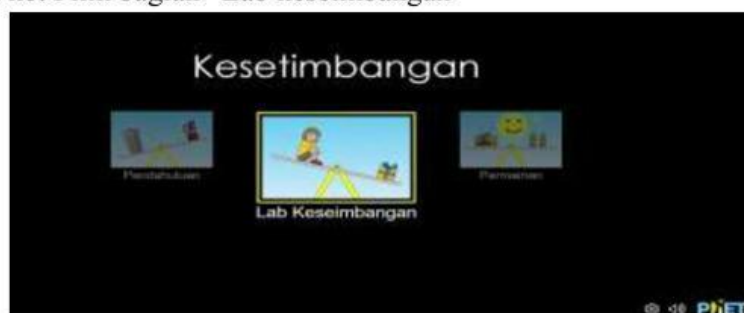 Kesetimbangan
Pendahuluan
Permainan
Lab Keseimbangan
PhET